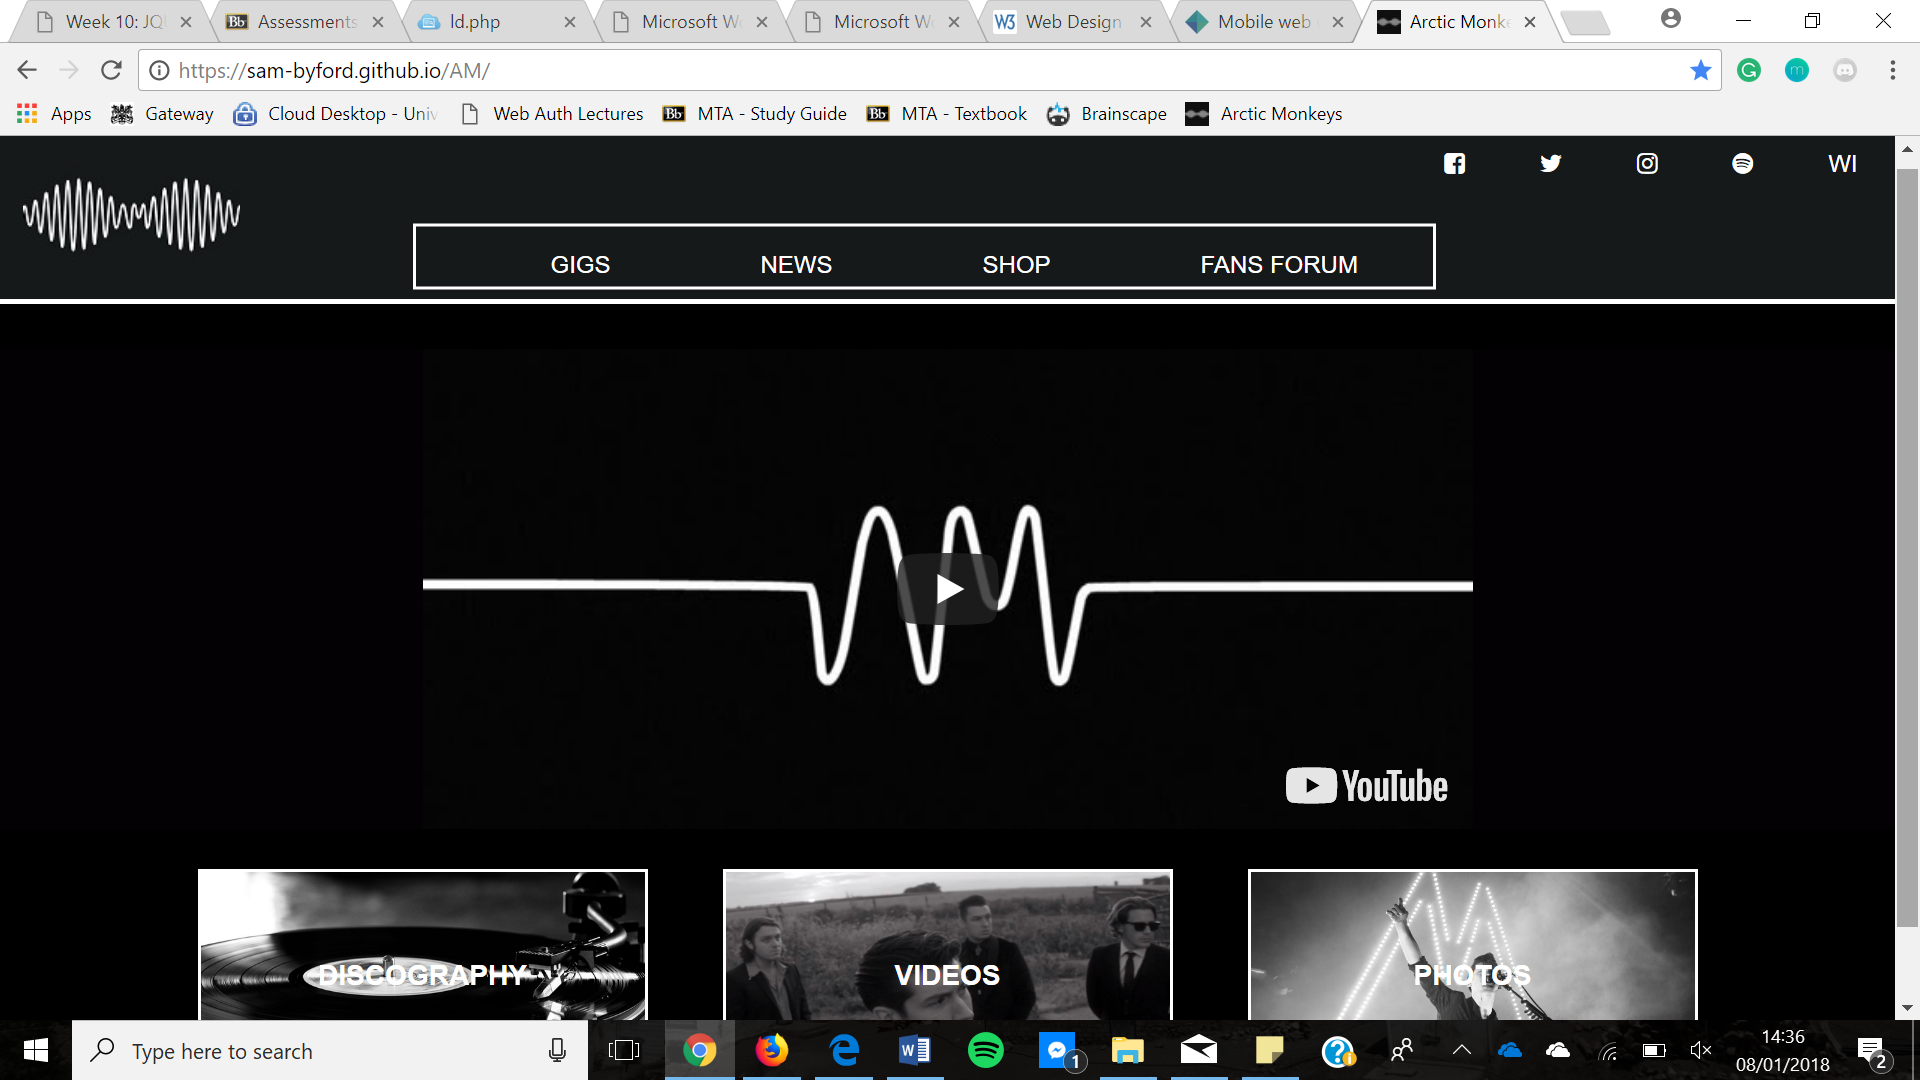 Week 10: JQ
Assessments
ld.php
Microsoft W
Microsoft W
Web Design
Mobile web
Arctic Monk
https://sam-byford.github.io/AM/
Apps
Gateway
Cloud Desktop - Univ
Web Auth Lectures
MTA - Study Guide
MTA - Textbook
Brainscape
Arctic Monkeys
WI
GIGS
NEWS
SHOP
FANS FORUM
YouTube
DISCOGRAPHY
VIDEOS
PHOTOS
Type here to search
1
14:36
08/01/2018
2